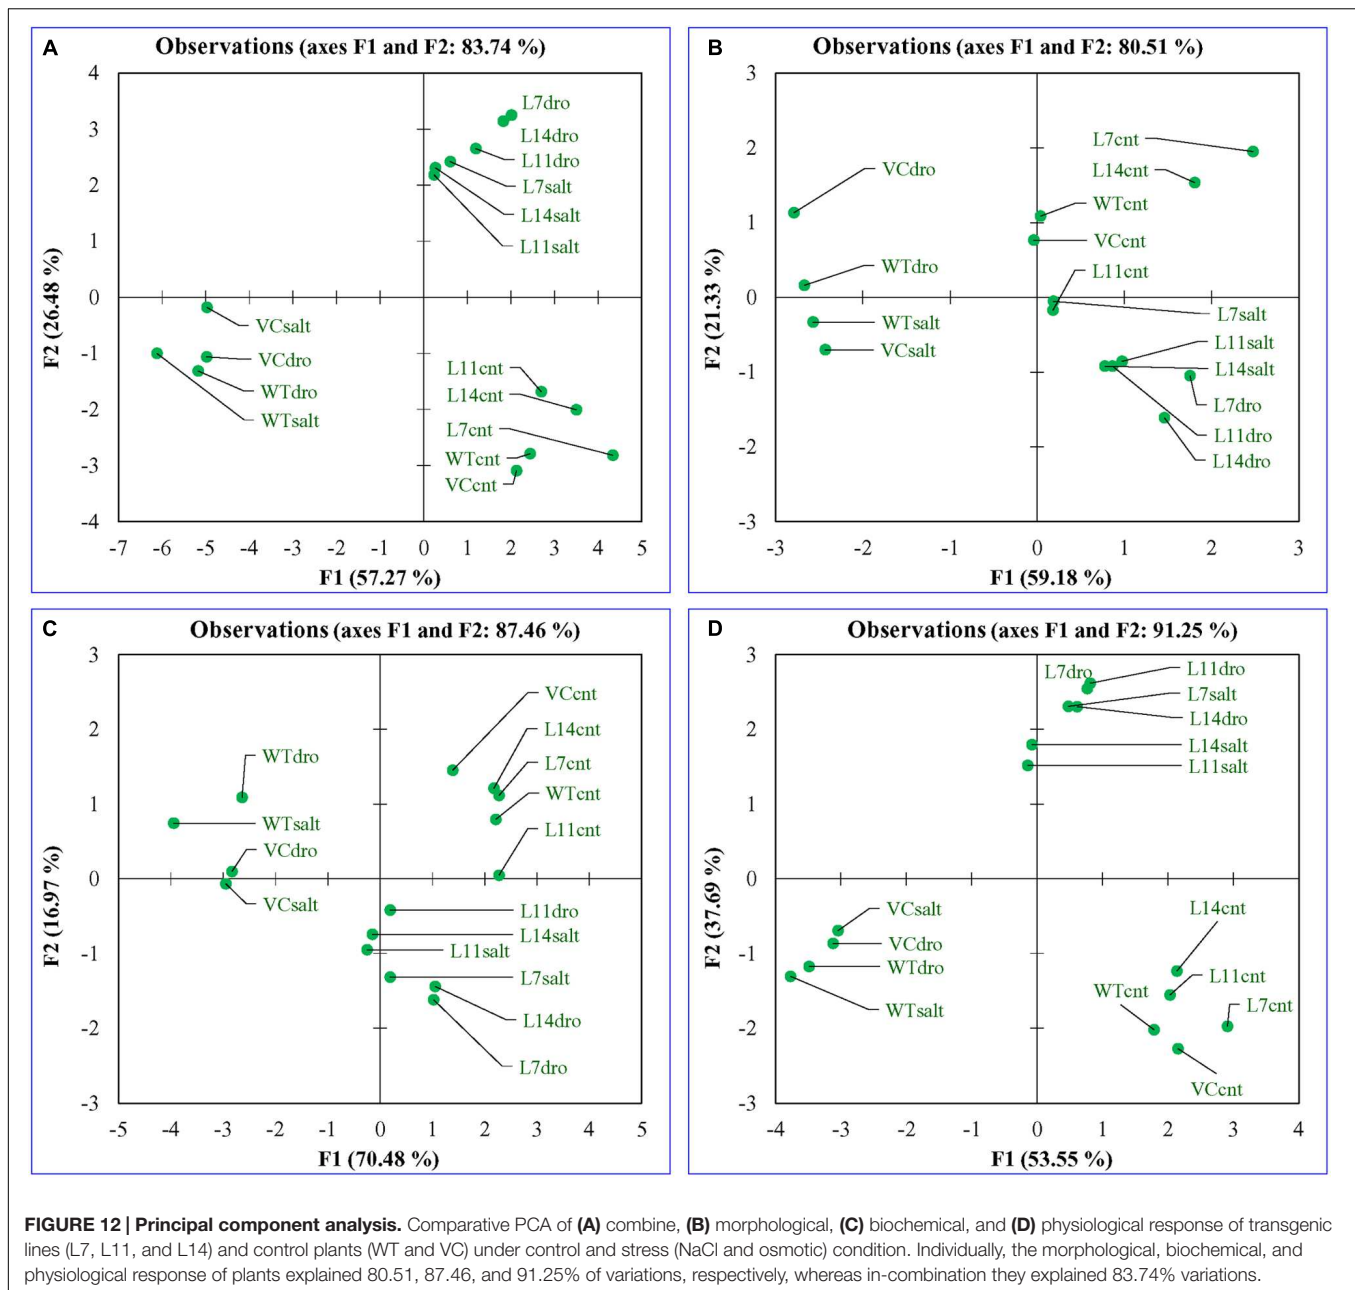 A
Observations (axes F1 and F2: 83.74 %)
4
3
2
1
0
-1
-2
-3
-4
F2 (26.48 %)
L7dro
L14dro
L11dro
L7salt
L14salt
L11salt
VCsalt
VCdro
WTdro
WTsalt
L11cnt
L14cnt
L7cnt
WTcnt
VCcnt
-7 -6 -5 -4 -3 -2 -1 0 1 2 3 4 5
F1 (57.27 %)
B
Observations (axes F1 and F2: 80.51 %)
3
2
1
0
-1
-2
-3
F2 (21.33 %)
L7cnt
VCdro
L14cnt
WTcnt
VCcnt
WTdro
L11cnt
L7salt
WTsalt
L11salt
VCsalt
L14salt
L7dro
L11dro
L14dro
-3 -2 -1 0 1 2 3
F1 (59.18 %)
C
Observations (axes F1 and F2: 87.46 %)
3
2
1
0
-1
-2
-3
F2 (16.97 %)
VCcnt
L14cnt
WTdro
L7cnt
WTcnt
WTsalt
L11cnt
VCdro
VCsalt
L11dro
L14salt
L11salt
L7salt
L14dro
L7dro
-5 -4 -3 -2 -1 0 1 2 3 4 5
F1 (70.48 %)
D
Observations (axes F1 and F2: 91.25 %)
3
2
1
0
-1
-2
-3
F2 (37.69 %)
L7dro
L11dro
L7salt
L14dro
L14salt
L11salt
VCsalt
L14cnt
VCdro
WTdro
L11cnt
WTcnt
L7cnt
WTsalt
VCcnt
-4 -3 -2 -1 0 1 2 3 4
F1 (53.55 %)
FIGURE 12 | Principal component analysis. Comparative PCA of (A) combine, (B) morphological, (C) biochemical, and (D) physiological response of transgenic
lines (L7, L11, and L14) and control plants (WT and VC) under control and stress (NaCl and osmotic) condition. Individually, the morphological, biochemical, and
physiological response of plants explained 80.51, 87.46, and 91.25% of variations, respectively, whereas in-combination they explained 83.74% variations.